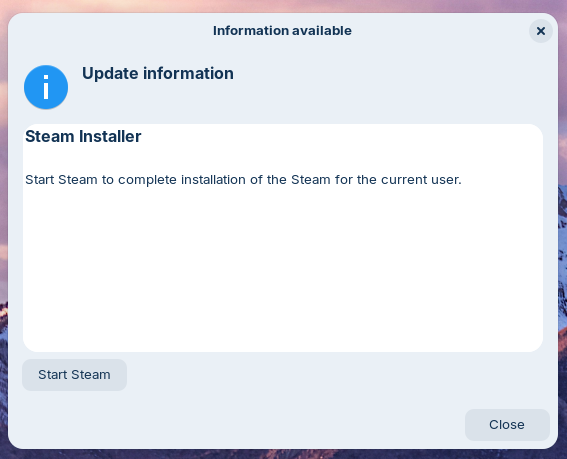 Information available
Update information
Steam Installer
Start Steam to complete installation of the Steam for the current user.
Start Steam
Close